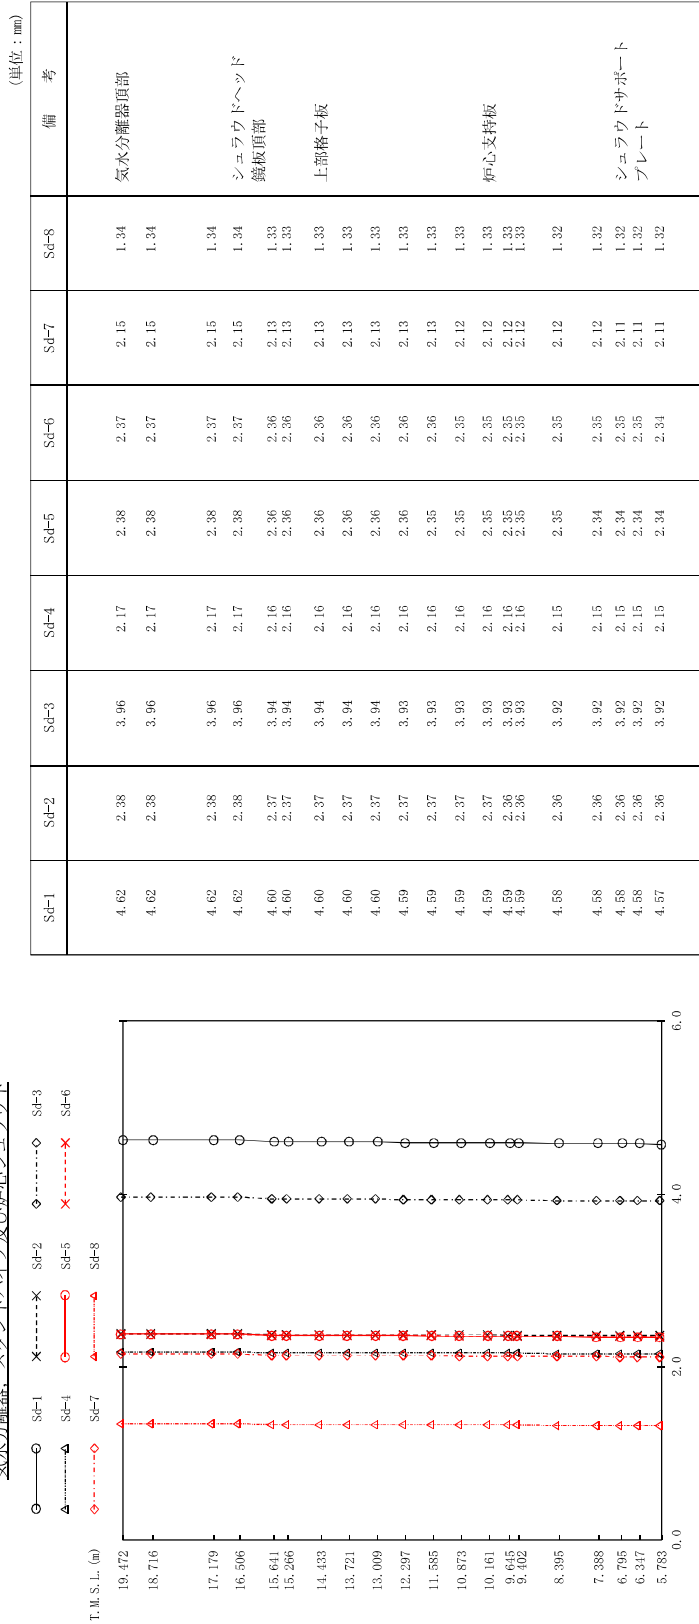 気水分離器, スタンドパイプ及び炉心シュラウド
Sd-1 Sd-2 Sd-3
Sd-4 Sd-5 Sd-6
Sd-7 Sd-8
T.M.S.L.(m)
19.472
18.716
17.179
16.506
15.641
15.266
14.433
13.721
13.009
12.297
11.585
10.873
10.161
9.645
9.402
8.395
7.388
6.795
6.347
5.783
0.0 2.0 4.0 6.0
(単位:mm)
Sd-1 Sd-2 Sd-3 Sd-4 Sd-5 Sd-6 Sd-7 Sd-8 備 考
4.62 2.38 3.96 2.17 2.38 2.37 2.15 1.34 気水分離器頂部
4.62 2.38 3.96 2.17 2.38 2.37 2.15 1.34
4.62 2.38 3.96 2.17 2.38 2.37 2.15 1.34
4.62 2.38 3.96 2.17 2.38 2.37 2.15 1.34 シュラウドヘッド
鏡板頂部
4.60 2.37 3.94 2.16 2.36 2.36 2.13 1.33
4.60 2.37 3.94 2.16 2.36 2.36 2.13 1.33
4.60 2.37 3.94 2.16 2.36 2.36 2.13 1.33 上部格子板
4.60 2.37 3.94 2.16 2.36 2.36 2.13 1.33
4.60 2.37 3.94 2.16 2.36 2.36 2.13 1.33
4.59 2.37 3.93 2.16 2.36 2.36 2.13 1.33
4.59 2.37 3.93 2.16 2.35 2.36 2.13 1.33
4.59 2.37 3.93 2.16 2.35 2.35 2.12 1.33
4.59 2.37 3.93 2.16 2.35 2.35 2.12 1.33 炉心支持板
4.59 2.36 3.93 2.16 2.35 2.35 2.12 1.33
4.59 2.36 3.93 2.16 2.35 2.35 2.12 1.33
4.58 2.36 3.92 2.15 2.35 2.35 2.12 1.32
4.58 2.36 3.92 2.15 2.34 2.35 2.12 1.32
4.58 2.36 3.92 2.15 2.34 2.35 2.11 1.32 シュラウドサポート
4.58 2.36 3.92 2.15 2.34 2.35 2.11 1.32 プレート
4.57 2.36 3.92 2.15 2.34 2.34 2.11 1.32